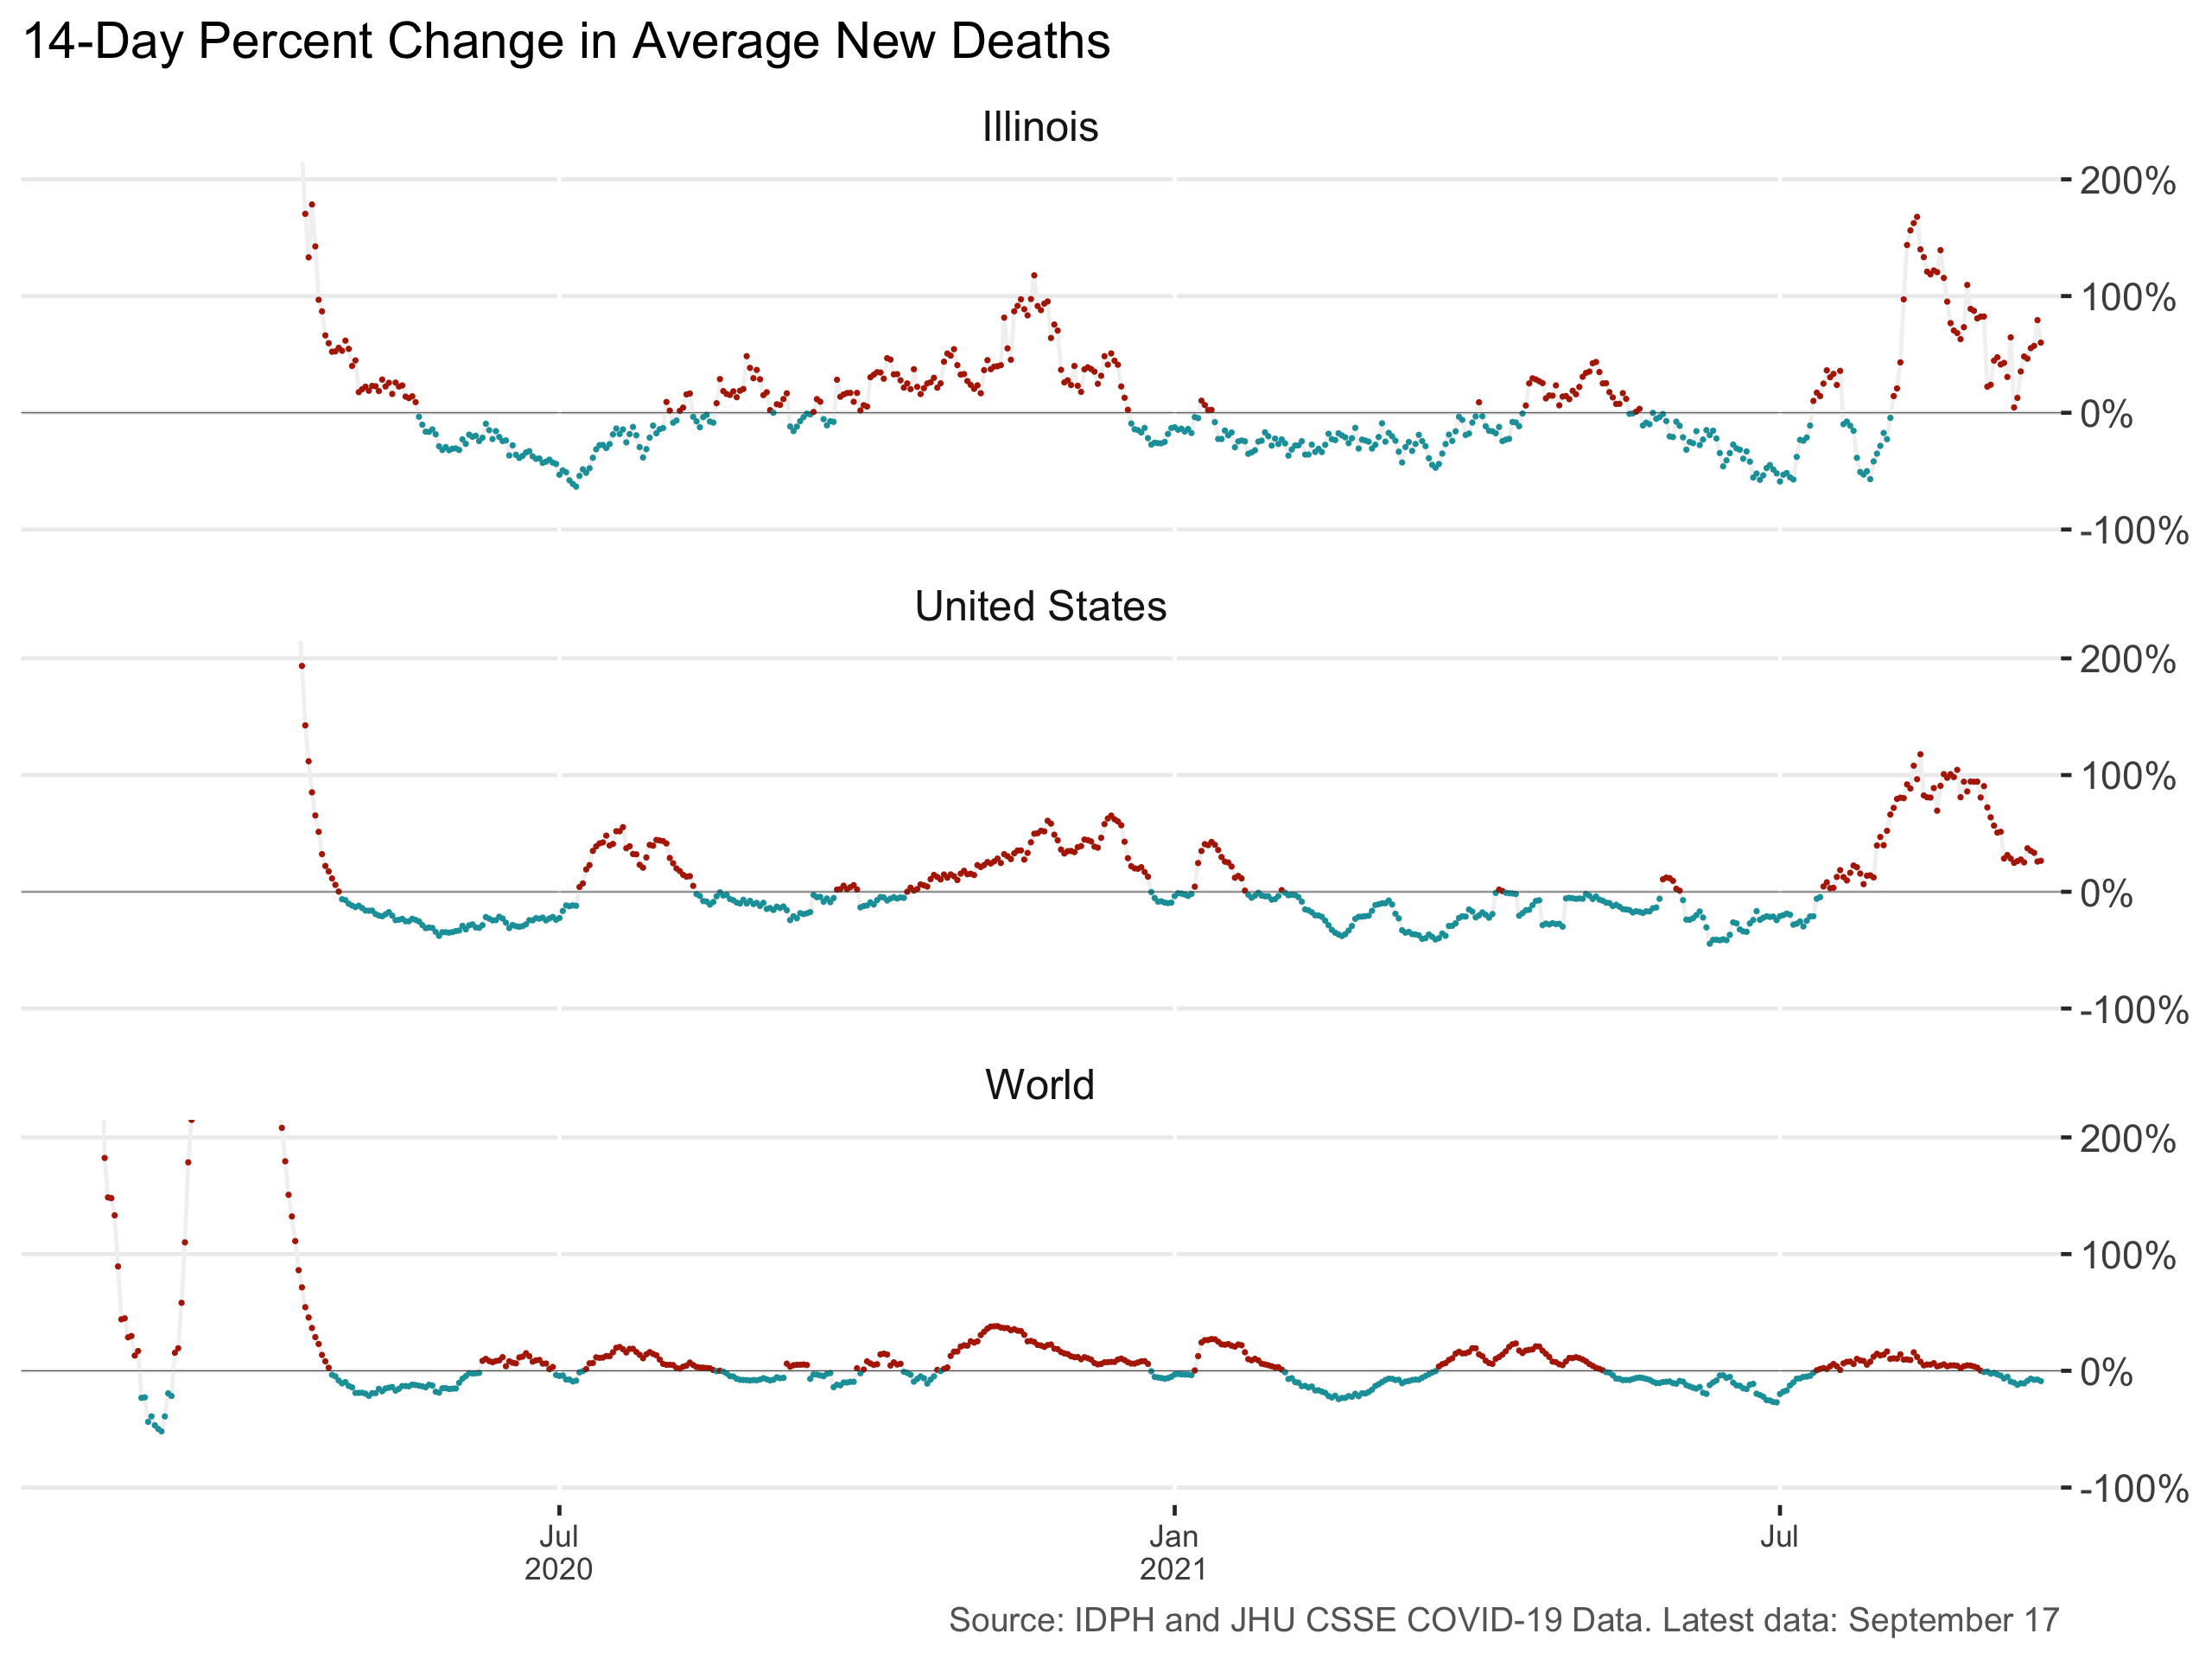 14-Day Percent Change in Average New Deaths
Illinois
200%
100%
0%
-100%
United States
200%
100%
0%
-100%
World
200%
100%
0%
-100%
Jul
2020
Jan
2021
Jul
Source: IDPH and JHU CSSE COVID-19 Data. Latest data: September 17